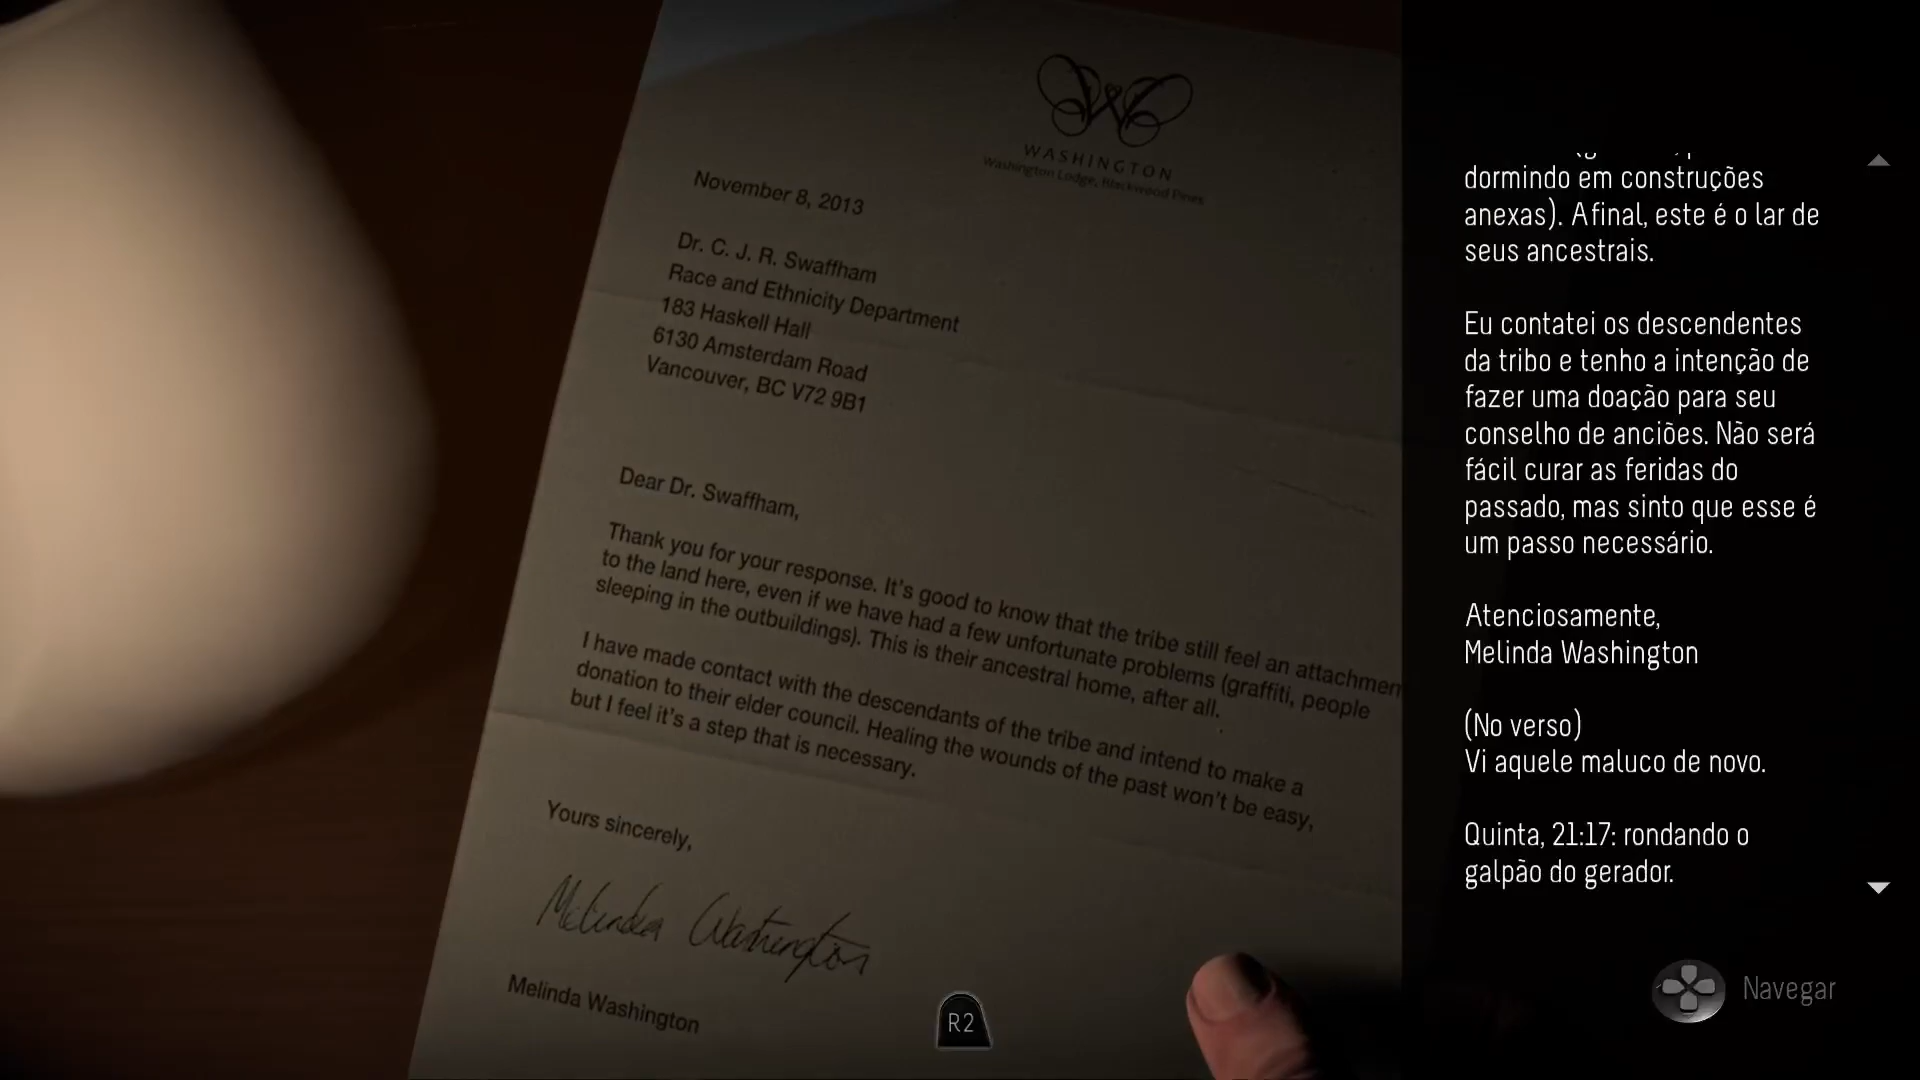 WASHINGTON
Washington Lodge, Blackwood Pines
November 8, 2013
Dr. C. J. R. Swaffham
Race and Ethnicity Department
183 Haskell Hall
6130 Amsterdam Road
Vancouver, BC V72 9B1
Dear Dr. Swaffham,
Thank you for your response. It's good to know that the tribe still feel an attachmen
to the land here, even if we have had a few unfortunate problems (graffiti, people
sleeping in the outbuildings). This is their ancestral home, after all.
I have made contact with the descendants of the tribe and intend to make a
donation to their elder council. Healing the wounds of the past won't be easy,
but I feel it's a step that is necessary.
Yours sincerely,
Melinda Washington
Melinda Washington
R2
dormindo em construções
anexas). Afinal, este é o lar de
seus ancestrais.
Eu contatei os descendentes
da tribo e tenho a intenção de
fazer uma doação para seu
conselho de anciões. Não será
fácil curar as feridas do
passado, mas sinto que esse é
um passo necessário.
Atenciosamente,
Melinda Washington
(No verso)
Vi aquele maluco de novo.
Quinta, 21:17: rondando o
galpão do gerador.
Navegar